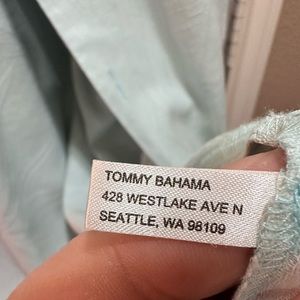 TOMMY BAHAMA
428 WESTLAKE AVE N
SEATTLE, WA 98109